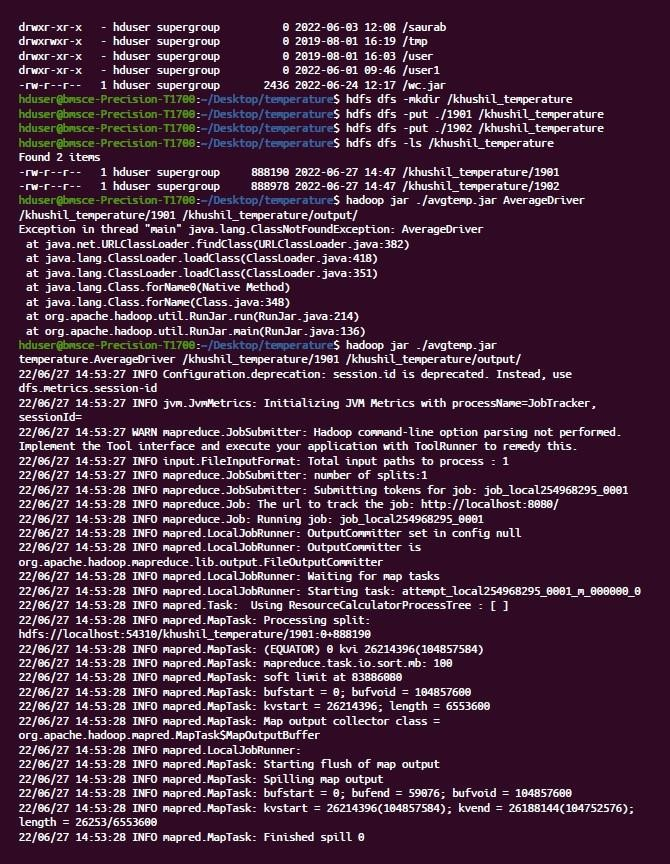 drwxr-xr-x   - hduser supergroup          0 2022-06-03 12:08 /saurab
drwxrwxr-x   - hduser supergroup          0 2019-08-01 16:19 /tmp
drwxr-xr-x   - hduser supergroup          0 2019-08-01 16:03 /user
drwxr-xr-x   - hduser supergroup          0 2022-06-01 09:46 /user1
-rw-r--r--   1 hduser supergroup       2436 2022-06-24 12:17 /wc.jar
hduser@bmsce-Precision-T1700:~/Desktop/temperature$ hdfs dfs -mkdir /khushil_temperature
hduser@bmsce-Precision-T1700:~/Desktop/temperature$ hdfs dfs -put ./1901 /khushil_temperature
hduser@bmsce-Precision-T1700:~/Desktop/temperature$ hdfs dfs -put ./1902 /khushil_temperature
hduser@bmsce-Precision-T1700:~/Desktop/temperature$ hdfs dfs -ls /khushil_temperature
Found 2 items
-rw-r--r--   1 hduser supergroup     888190 2022-06-27 14:47 /khushil_temperature/1901
-rw-r--r--   1 hduser supergroup     888978 2022-06-27 14:47 /khushil_temperature/1902
hduser@bmsce-Precision-T1700:~/Desktop/temperature$ hadoop jar ./avgtemp.jar AverageDriver
/khushil_temperature/1901 /khushil_temperature/output/
Exception in thread "main" java.lang.ClassNotFoundException: AverageDriver
 at java.net.URLClassLoader.findClass(URLClassLoader.java:382)
 at java.lang.ClassLoader.loadClass(ClassLoader.java:418)
 at java.lang.ClassLoader.loadClass(ClassLoader.java:351)
 at java.lang.Class.forName0(Native Method)
 at java.lang.Class.forName(Class.java:348)
 at org.apache.hadoop.util.RunJar.run(RunJar.java:214)
 at org.apache.hadoop.util.RunJar.main(RunJar.java:136)
hduser@bmsce-Precision-T1700:~/Desktop/temperature$ hadoop jar ./avgtemp.jar
temperature.AverageDriver /khushil_temperature/1901 /khushil_temperature/output/
22/06/27 14:53:27 INFO Configuration.deprecation: session.id is deprecated. Instead, use
dfs.metrics.session-id
22/06/27 14:53:27 INFO jvm.JvmMetrics: Initializing JVM Metrics with processName=JobTracker,
sessionId=
22/06/27 14:53:27 WARN mapreduce.JobSubmitter: Hadoop command-line option parsing not performed.
Implement the Tool interface and execute your application with ToolRunner to remedy this.
22/06/27 14:53:27 INFO input.FileInputFormat: Total input paths to process : 1
22/06/27 14:53:27 INFO mapreduce.JobSubmitter: number of splits:1
22/06/27 14:53:28 INFO mapreduce.JobSubmitter: Submitting tokens for job: job_local254968295_0001
22/06/27 14:53:28 INFO mapreduce.Job: The url to track the job: http://localhost:8080/
22/06/27 14:53:28 INFO mapreduce.Job: Running job: job_local254968295_0001
22/06/27 14:53:28 INFO mapred.LocalJobRunner: OutputCommitter set in config null
22/06/27 14:53:28 INFO mapred.LocalJobRunner: OutputCommitter is
org.apache.hadoop.mapreduce.lib.output.FileOutputCommitter
22/06/27 14:53:28 INFO mapred.LocalJobRunner: Waiting for map tasks
22/06/27 14:53:28 INFO mapred.LocalJobRunner: Starting task: attempt_local254968295_0001_m_000000_0
22/06/27 14:53:28 INFO mapred.Task:  Using ResourceCalculatorProcessTree : [ ]
22/06/27 14:53:28 INFO mapred.MapTask: Processing split:
hdfs://localhost:54310/khushil_temperature/1901:0+888190
22/06/27 14:53:28 INFO mapred.MapTask: (EQUATOR) 0 kvi 26214396(104857584)
22/06/27 14:53:28 INFO mapred.MapTask: mapreduce.task.io.sort.mb: 100
22/06/27 14:53:28 INFO mapred.MapTask: soft limit at 83886080
22/06/27 14:53:28 INFO mapred.MapTask: bufstart = 0; bufvoid = 104857600
22/06/27 14:53:28 INFO mapred.MapTask: kvstart = 26214396; length = 6553600
22/06/27 14:53:28 INFO mapred.MapTask: Map output collector class =
org.apache.hadoop.mapred.MapTask$MapOutputBuffer
22/06/27 14:53:28 INFO mapred.LocalJobRunner:
22/06/27 14:53:28 INFO mapred.MapTask: Starting flush of map output
22/06/27 14:53:28 INFO mapred.MapTask: Spilling map output
22/06/27 14:53:28 INFO mapred.MapTask: bufstart = 0; bufend = 59076; bufvoid = 104857600
22/06/27 14:53:28 INFO mapred.MapTask: kvstart = 26214396(104857584); kvend = 26188144(104752576);
length = 26253/6553600
22/06/27 14:53:28 INFO mapred.MapTask: Finished spill 0